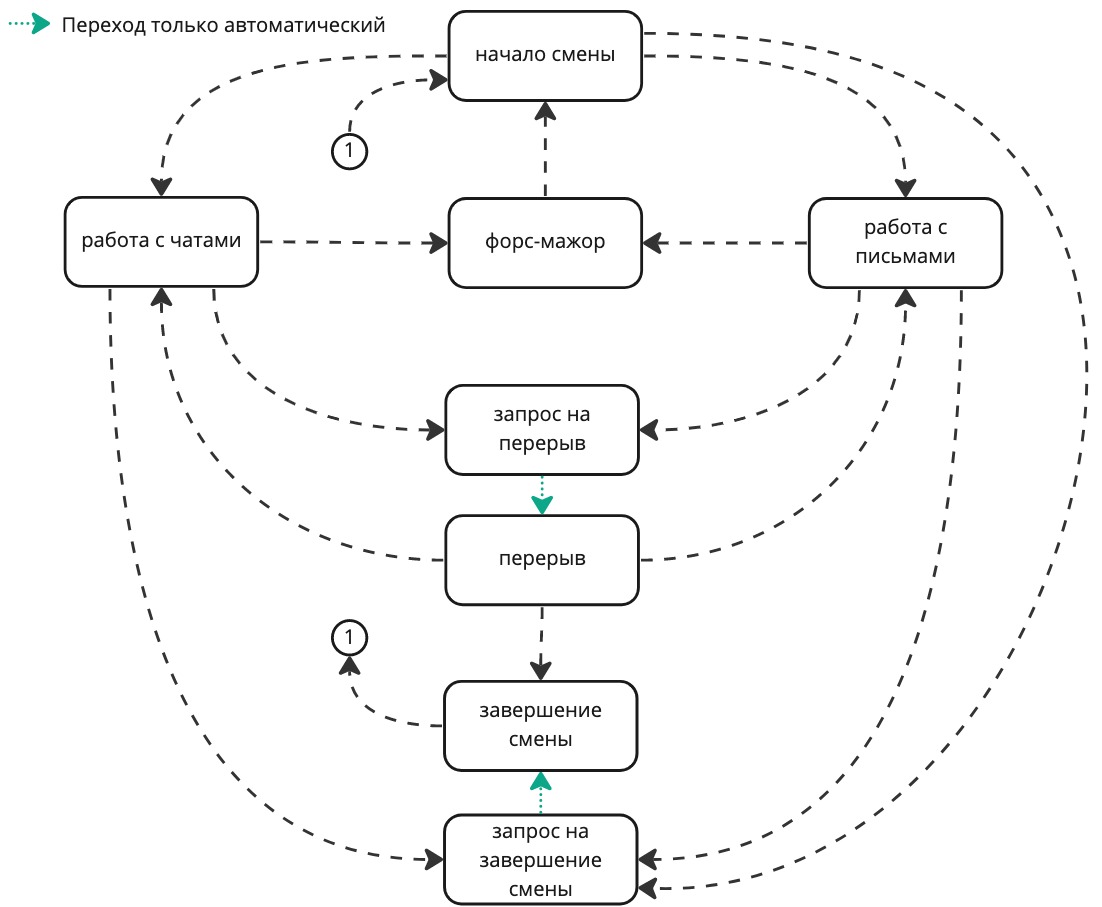 Переход только автоматический
начало смены
1
работа с чатами
форс-мажор
работа с
письмами
запрос на
перерыв
перерыв
1
завершение
смены
запрос на
завершение
смены